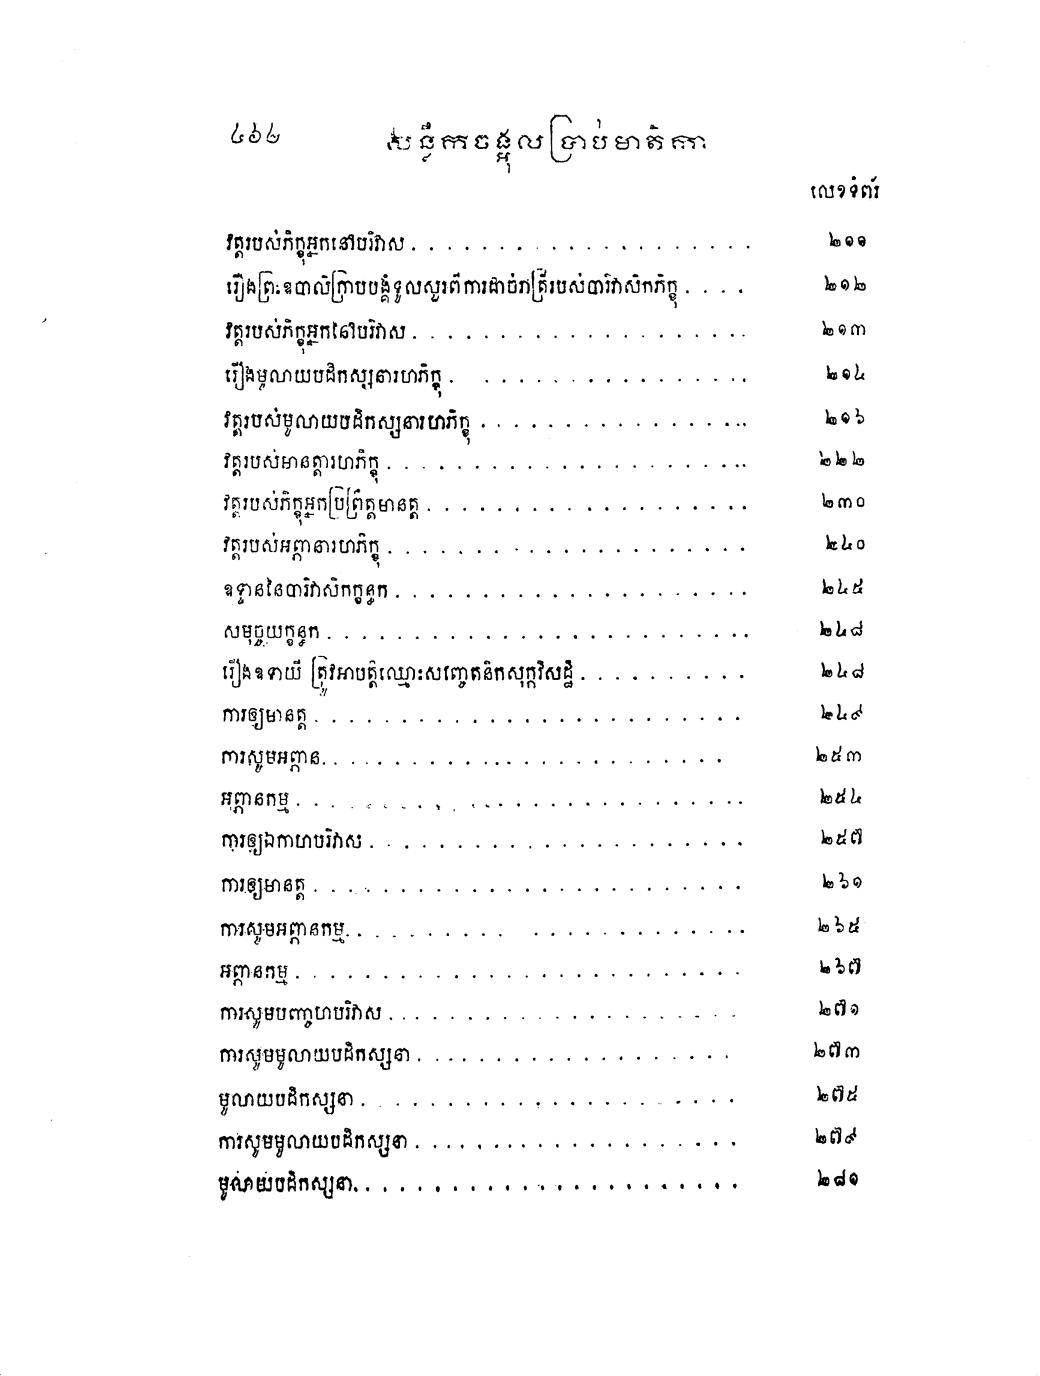 ៤៦៤ សន្លឹកចង្អុលប្រាប់មាតិកា
លេខទំព័រ
វត្តរបស់ភិក្ខុអ្នកនៅបរិវាស . . . . . . . . . . . . . . . . . . . . ២១១
រឿងព្រះឧបាលិក្រាបបង្គំទូលសួរពីការដាច់រាត្រីរបស់បារិវាសិកភិក្ខុ . . . . ២១២
វត្តរបស់ភិក្ខុអ្នកនៅបរិវាស . . . . . . . . . . . . . . . . . . . . ២១៣
រឿងមូលាយបដិកស្សនារហភិក្ខុ . . . . . . . . . . . . . . . . . ២១៤
វត្តរបស់មូលាយបដិកស្សនារហភិក្ខុ . . . . . . . . . . . . . . . . . ២១៦
វត្តរបស់មានត្តារហភិក្ខុ . . . . . . . . . . . . . . . . . . . . . . ២២២
វត្តរបស់ភិក្ខុអ្នកប្រព្រឹត្តមានត្ត . . . . . . . . . . . . . . . . . . . ២៣០
វត្តរបស់អព្ភានារហភិក្ខុ . . . . . . . . . . . . . . . . . . . . . ២៤០
ឧទ្ទាននៃបារិវាសិកក្ខន្ធក . . . . . . . . . . . . . . . . . . . . . ២៤៥
សមុច្ចយក្ខន្ធក . . . . . . . . . . . . . . . . . . . . . . . . . ២៤៨
រឿងឧទាយី ត្រូវអាបត្តិឈ្មោះសញ្ចេតនិកសុក្កវិសដ្ឋិ . . . . . . . . . . ២៤៨
ការឲ្យមានត្ត . . . . . . . . . . . . . . . . . . . . . . . . . . ២៤៩
ការសូមអព្ភាន . . . . . . . . . . . . . . . . . . . . . . . . ២៥៣
អព្ភានកម្ម . . . . . . . . . . . . . . . . . . . . . . . . . . . ២៥៤
ការឲ្យឯកាហបរិវាស . . . . . . . . . . . . . . . . . . . . . . ២៥៧
ការឲ្យមានត្ត . . . . . . . . . . . . . . . . . . . . . . . . . . ២៦១
ការសូមអព្ភានកម្ម . . . . . . . . . . . . . . . . . . . . . . . ២៦៥
អព្ភានកម្ម . . . . . . . . . . . . . . . . . . . . . . . . . . . ២៦៧
ការសូមបញ្ចាហបរិវាស . . . . . . . . . . . . . . . . . . . . . ២៧១
ការសូមមូលាយបដិកស្សនា . . . . . . . . . . . . . . . . . . . ២៧៣
មូលាយបដិកស្សនា . . . . . . . . . . . . . . . . . . . . . . . ២៧៥
ការសូមមូលាយបដិកស្សនា . . . . . . . . . . . . . . . . . . . ២៧៩
មូលាយបដិកស្សនា . . . . . . . . . . . . . . . . . . . . . . . ២៨១